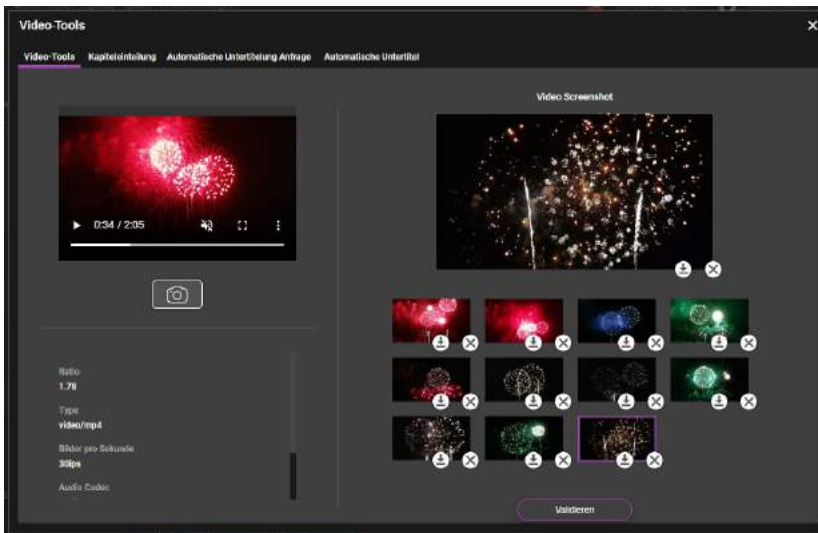 Video-Tools
Video-Tools Kapiteleinteilung Automatische Untertitelung Anfrage Automatische Untertitel
Video Screenshot
0:34 / 2:05
Ratio
1.78
Type
video/mp4
Bilder pro Sekunde
30ips
Audio Codec
Validieren